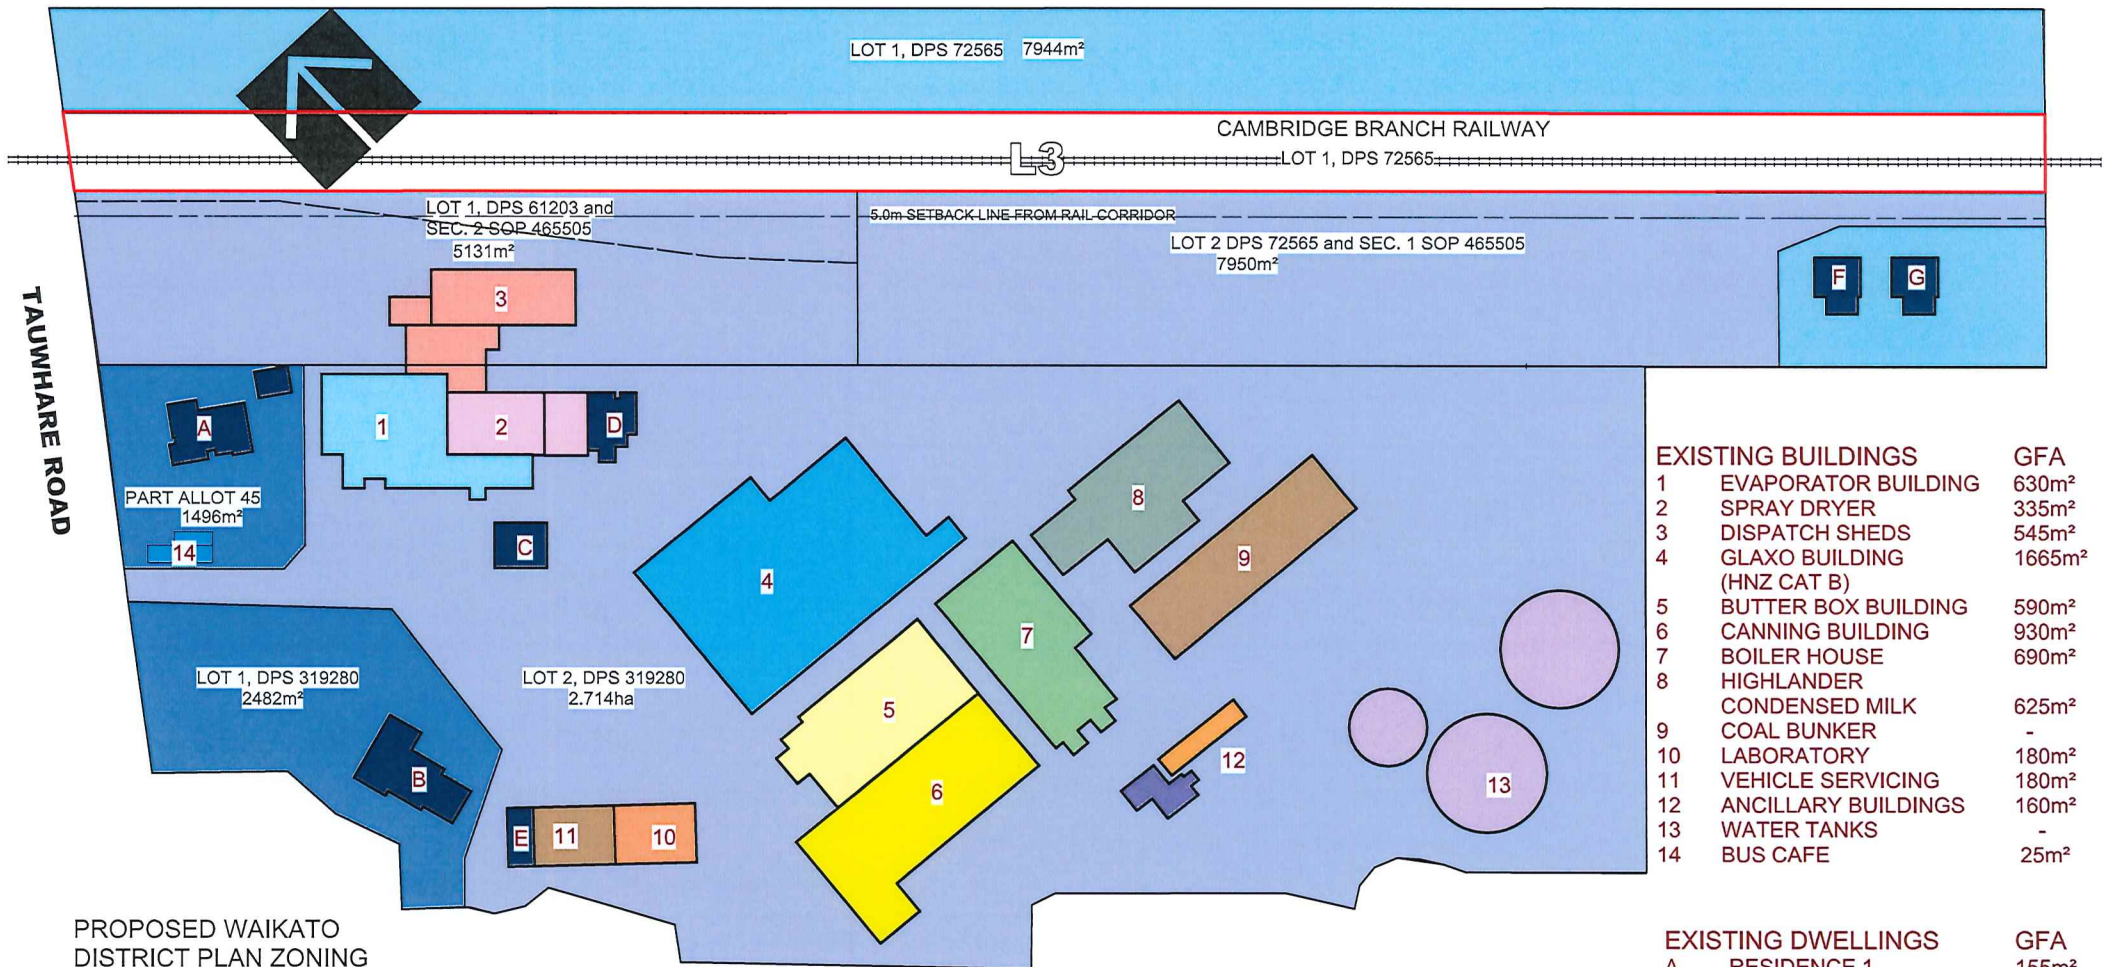 LOT 1, DPS 72565 7944m²
CAMBRIDGE BRANCH RAILWAY
L3
LOT 1, DPS 72565
LOT 1, DPS 61203 and
SEC. 2 SOP 465505
5131m²
5.0m SETBACK LINE FROM RAIL CORRIDOR
LOT 2 DPS 72565 and SEC. 1 SOP 465505
7950m²
F
G
3
TAUWHARE ROAD
A
1
2
D
PART ALLOT 45
1496m²
14
C
4
8
9
7
LOT 1, DPS 319280
2482m²
LOT 2, DPS 319280
2.714ha
5
B
6
12
13
E
11
10
EXISTING BUILDINGS GFA
1 EVAPORATOR BUILDING 630m²
2 SPRAY DRYER 335m²
3 DISPATCH SHEDS 545m²
4 GLAXO BUILDING 1665m²
(HNZ CAT B)
5 BUTTER BOX BUILDING 590m²
6 CANNING BUILDING 930m²
7 BOILER HOUSE 690m²
8 HIGHLANDER
CONDENSED MILK 625m²
9 COAL BUNKER -
10 LABORATORY 180m²
11 VEHICLE SERVICING 180m²
12 ANCILLARY BUILDINGS 160m²
13 WATER TANKS -
14 BUS CAFE 25m²
PROPOSED WAIKATO
DISTRICT PLAN ZONING
EXISTING DWELLINGS GFA
A RESIDENCE 1 155m²